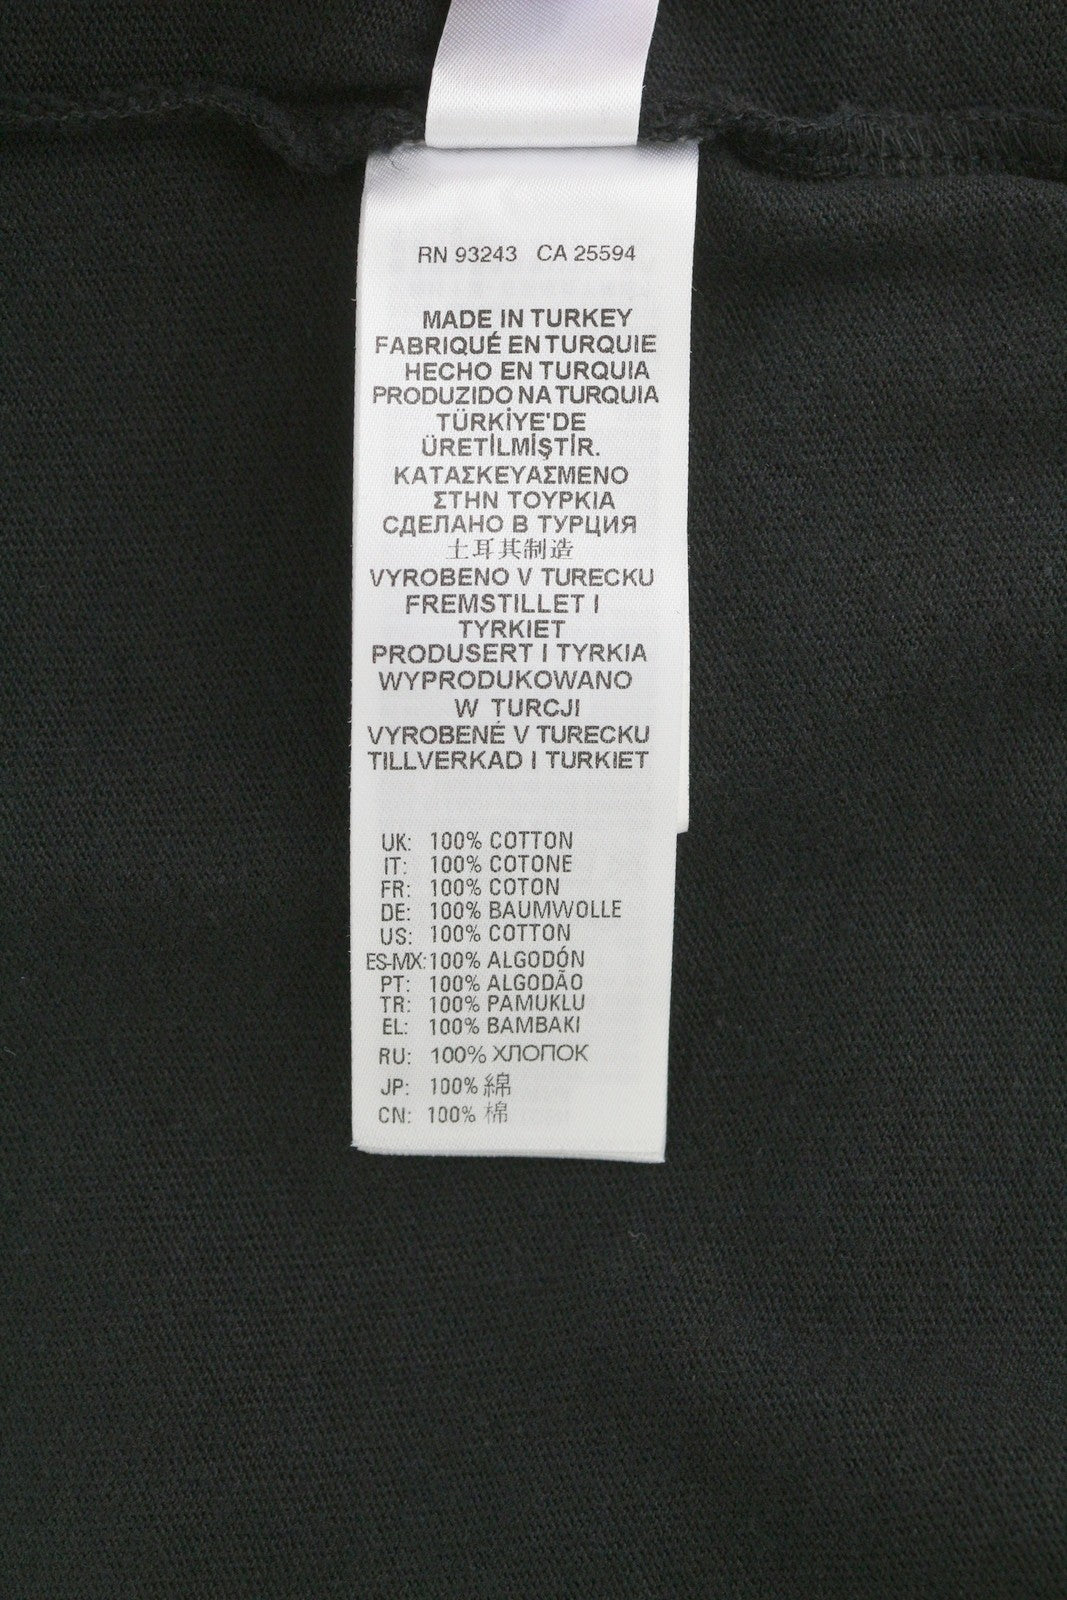 RN 93243 CA 25594
MADE IN TURKEY
FABRIQUÉ EN TURQUIE
HECHO EN TURQUIA
PRODUZIDO NA TURQUIA
TÜRKİYE'DE
ÜRETİLMİŞTİR.
ΚΑΤΑΣΚΕΥΑΣΜΕΝΟ
ΣΤΗΝ ΤΟΥΡΚΙΑ
СДЕЛАНО В ТУРЦИЯ
土耳其制造
VYROBENO V TURECKU
FREMSTILLET I
TYRKIET
PRODUSERT I TYRKIA
WYPRODUKOWANO
W TURCJI
VYROBENÉ V TURECKU
TILLVERKAD I TURKIET
UK: 100% COTTON
IT: 100% COTONE
FR: 100% COTON
DE: 100% BAUMWOLLE
US: 100% COTTON
ES-MX: 100% ALGODÓN
PT: 100% ALGODÃO
TR: 100% PAMUKLU
EL: 100% BAMBAKI
RU: 100% ХЛОПОК
JP: 100% 綿
CN: 100% 棉